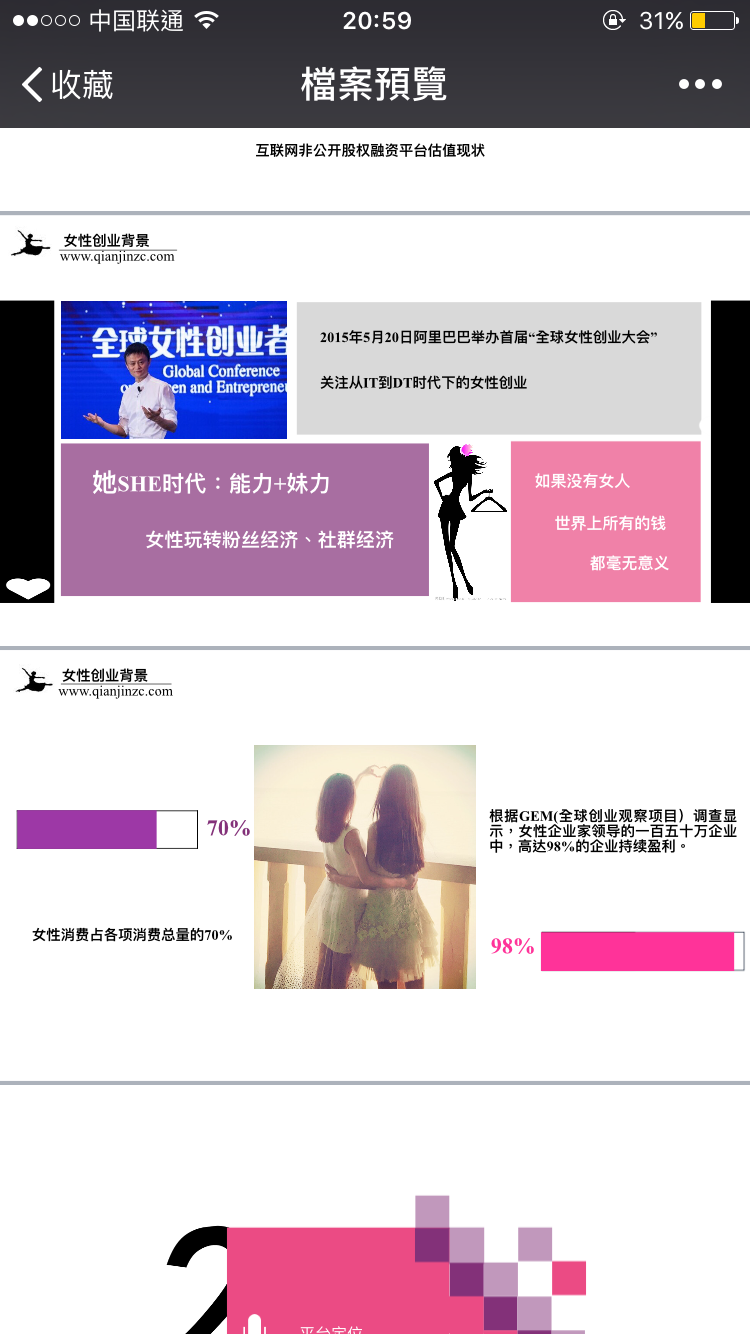 中国联通
20:59
31%
收藏
檔案預覽
互联网非公开股权融资平台估值现状
女性创业背景
www.qianjinzc.com
全球女性创业者
Global Conference
en and Entrepreneu
2015年5月20日阿里巴巴举办首届“全球女性创业大会”
关注从IT到DT时代下的女性创业
她SHE时代：能力+妹力
女性玩转粉丝经济、社群经济
如果没有女人
世界上所有的钱
都毫无意义
女性创业背景
www.qianjinzc.com
70%
女性消费占各项消费总量的70%
根据GEM(全球创业观察项目）调查显
示，女性企业家领导的一百五十万企业
中，高达98%的企业持续盈利。
98%
2
平台定位